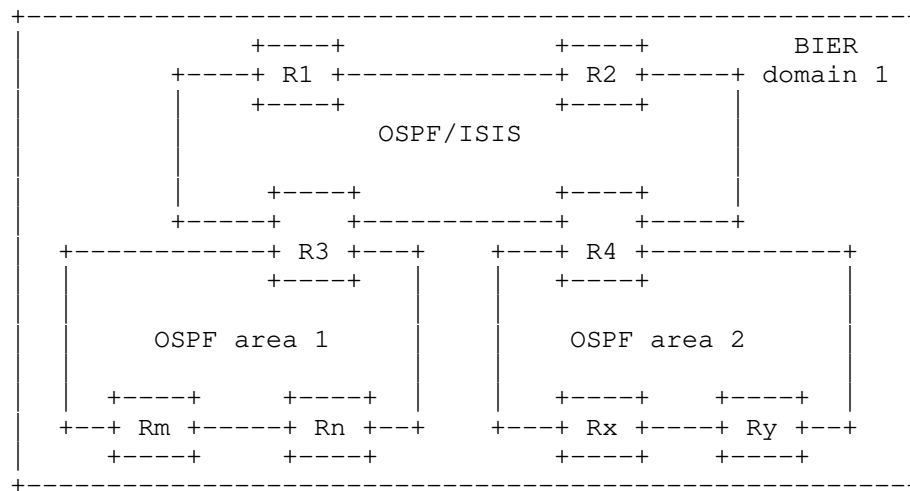 BIER
R1 R2 domain 1
OSPF/ISIS
R3 R4
OSPF area 1 OSPF area 2
Rm Rn Rx Ry